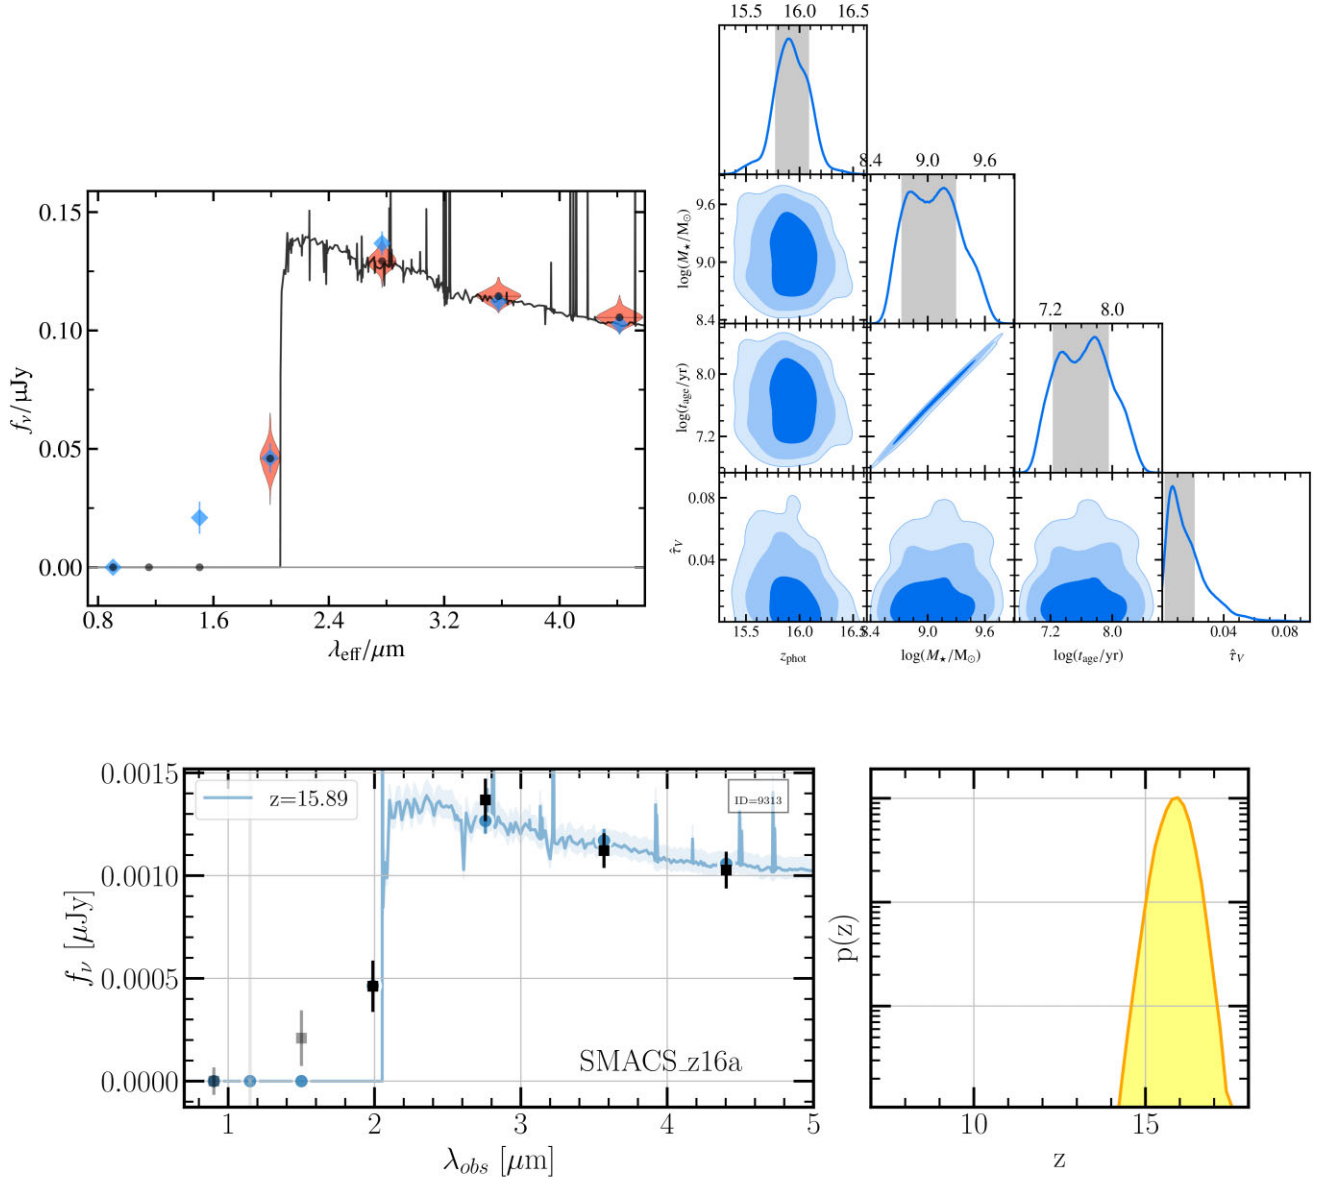 15.5 16.0 16.5
8.4 9.0 9.6
9.6
9.0
8.4
log(M★/M⊙)
7.2 8.0
8.0
7.2
log(t_age/yr)
0.08
0.04
τ̂_V
15.5 16.0 16.5 8.4 9.0 9.6 7.2 8.0 0.04 0.08
z_phot log(M★/M⊙) log(t_age/yr) τ̂_V
0.15
0.10
0.05
0.00
f_ν/μJy
0.8 1.6 2.4 3.2 4.0
λ_eff/μm
0.0015
0.0010
0.0005
0.0000
f_ν [μJy]
z=15.89
ID=9313
SMACS_z16a
1 2 3 4 5
λ_obs [μm]
p(z)
10 15
z